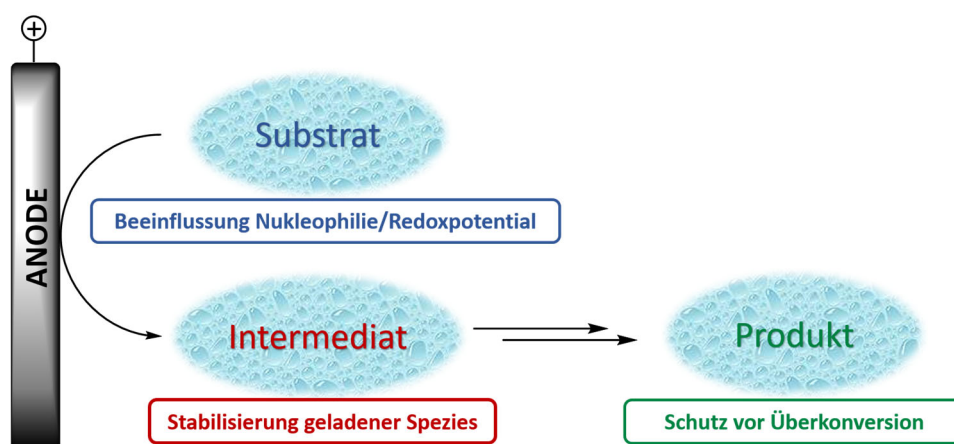 +
ANODE
Substrat
Beeinflussung Nukleophilie/Redoxpotential
Intermediat
Produkt
Stabilisierung geladener Spezies
Schutz vor Überkonversion